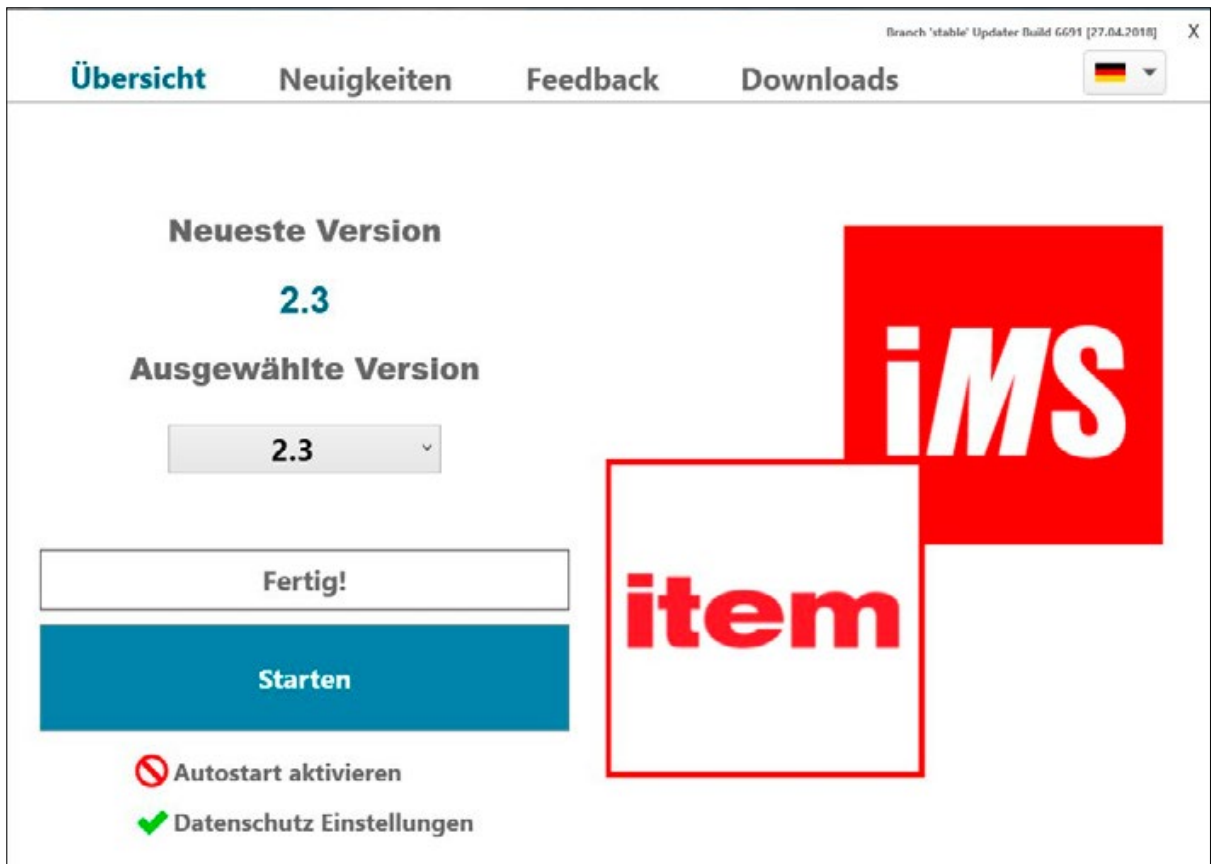 Branch 'stable' Updater Build 6691 [27.04.2018] X
Übersicht Neuigkeiten Feedback Downloads
Neueste Version
2.3
Ausgewählte Version
2.3
iMS
Fertig!
item
Starten
Autostart aktivieren
Datenschutz Einstellungen